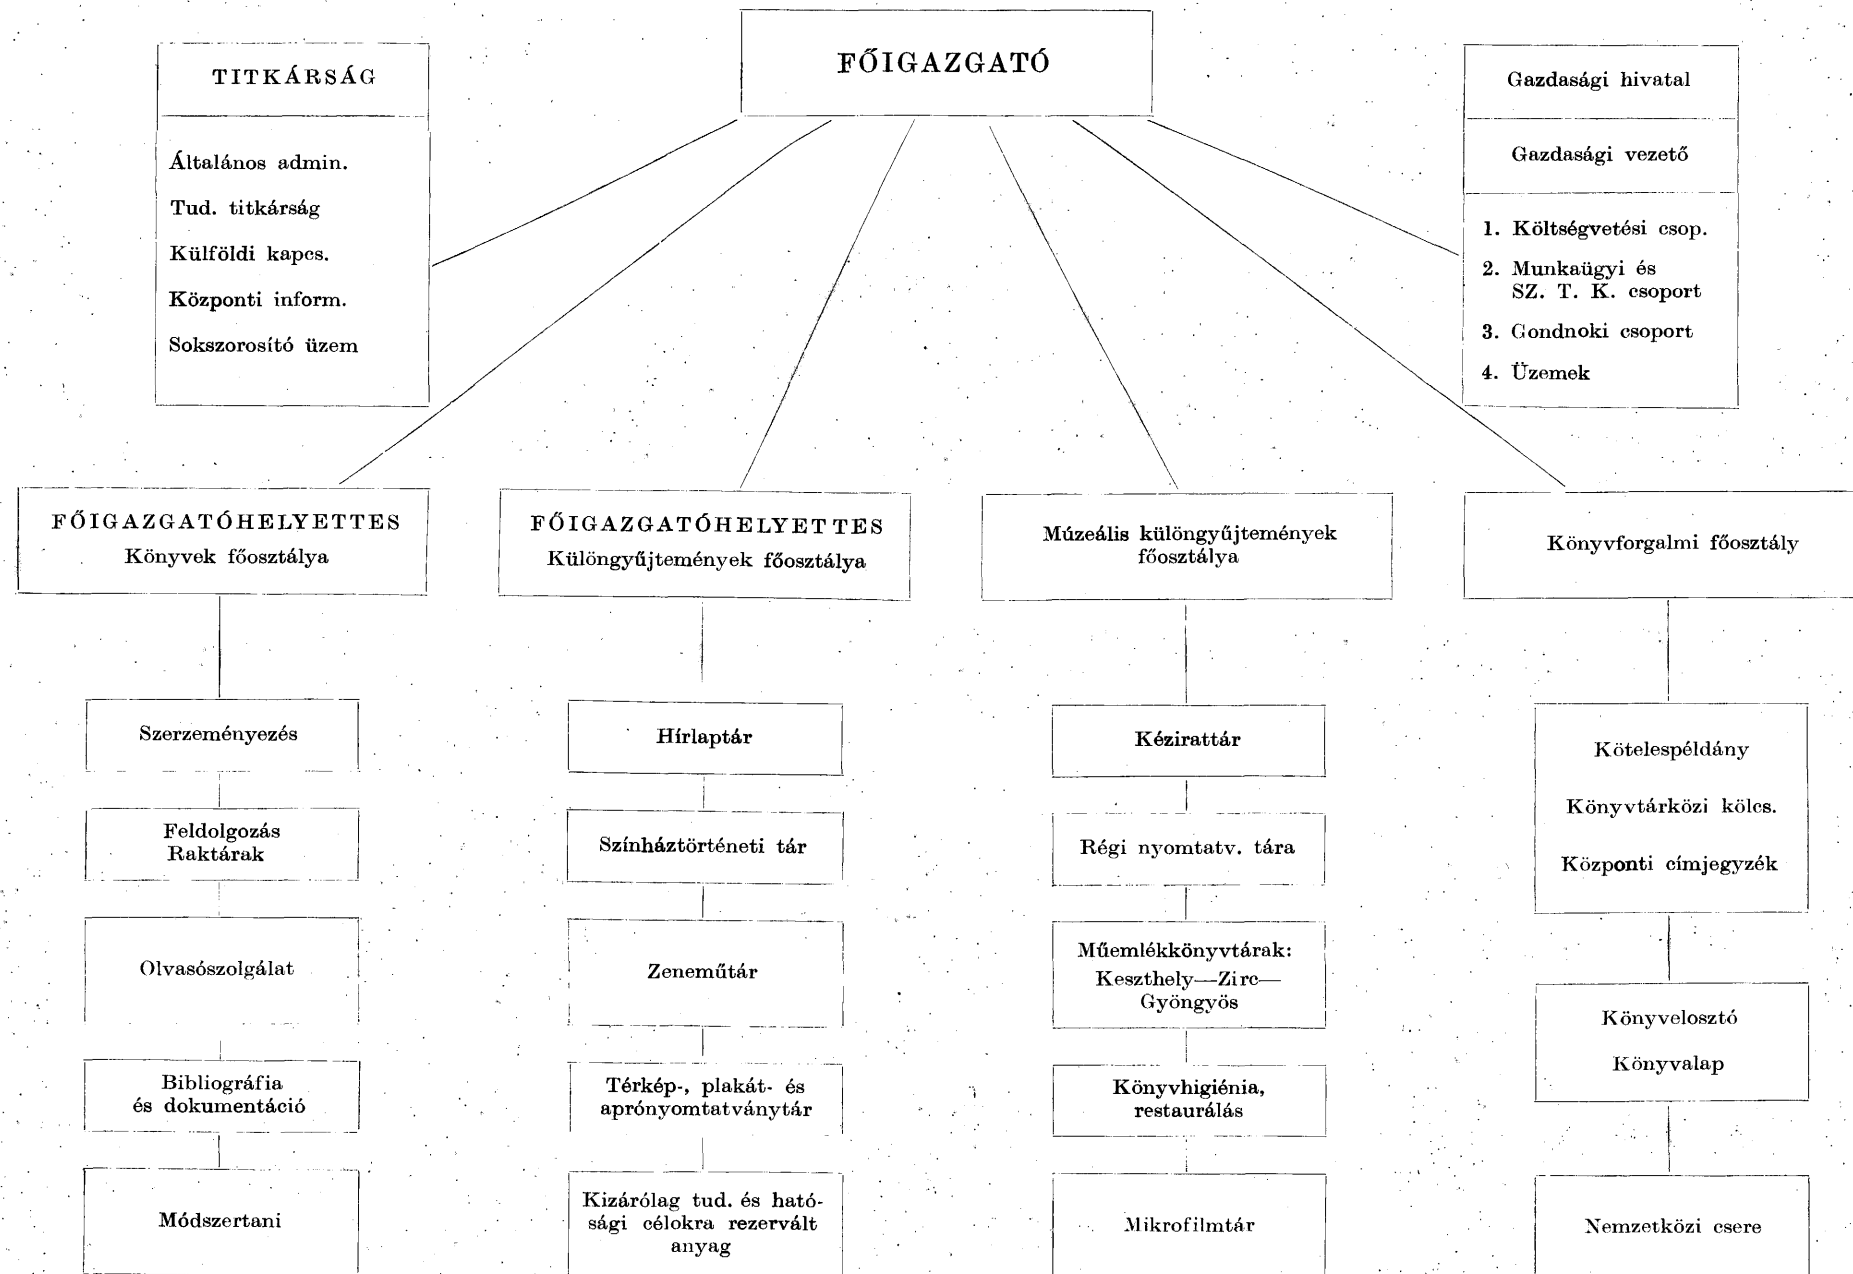 FŐIGAZGATÓ
TITKÁRSÁG
Általános admin.
Tud. titkárság
Külföldi kapcs.
Központi inform.
Sokszorosító üzem
Gazdasági hivatal
Gazdasági vezető
1. Költségvetési csop.
2. Munkaügyi és
SZ. T. K. csoport
3. Gondnoki csoport
4. Üzemek
FŐIGAZGATÓHELYETTES
Könyvek főosztálya
Szerzeményezés
Feldolgozás
Raktárak
Olvasószolgálat
Bibliográfia
és dokumentáció
Módszertani
FŐIGAZGATÓHELYETTES
Különgyűjtemények főosztálya
Hírlaptár
Színháztörténeti tár
Zeneműtár
Térkép-, plakát- és
aprónyomtatványtár
Kizárólag tud. és ható-
sági célokra rezervált
anyag
Múzeális különgyűjtemények
főosztálya
Kézirattár
Régi nyomtatv. tára
Műemlékkönyvtárak:
Keszthely—Zirc—
Gyöngyös
Könyvhigiénia,
restaurálás
Mikrofilmtár
Könyvforgalmi főosztály
Kötelespéldány
Könyvtárközi kölcs.
Központi címjegyzék
Könyvelosztó
Könyvalap
Nemzetközi csere